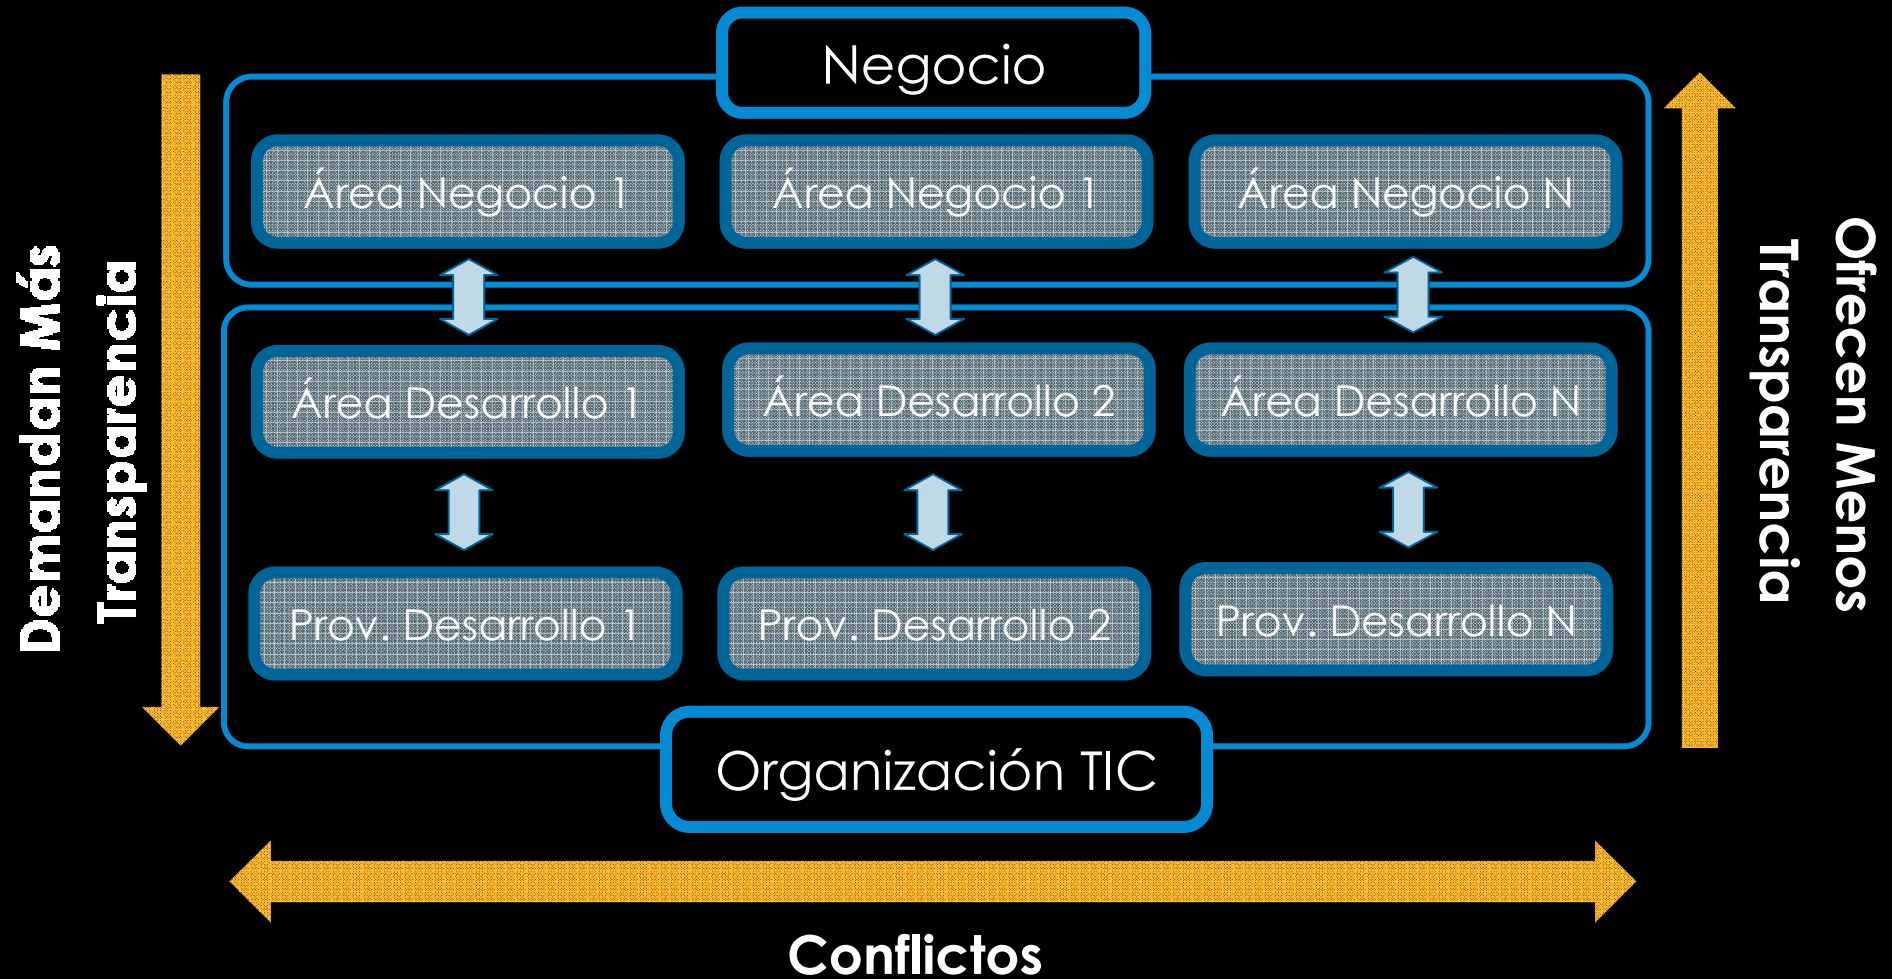 Negocio
Área Negocio 1
Área Negocio 1
Área Negocio N
Demandan Más
Transparencia
Ofrecen Menos
Transparencia
Área Desarrollo 1
Área Desarrollo 2
Área Desarrollo N
Prov. Desarrollo 1
Prov. Desarrollo 2
Prov. Desarrollo N
Organización TIC
Conflictos